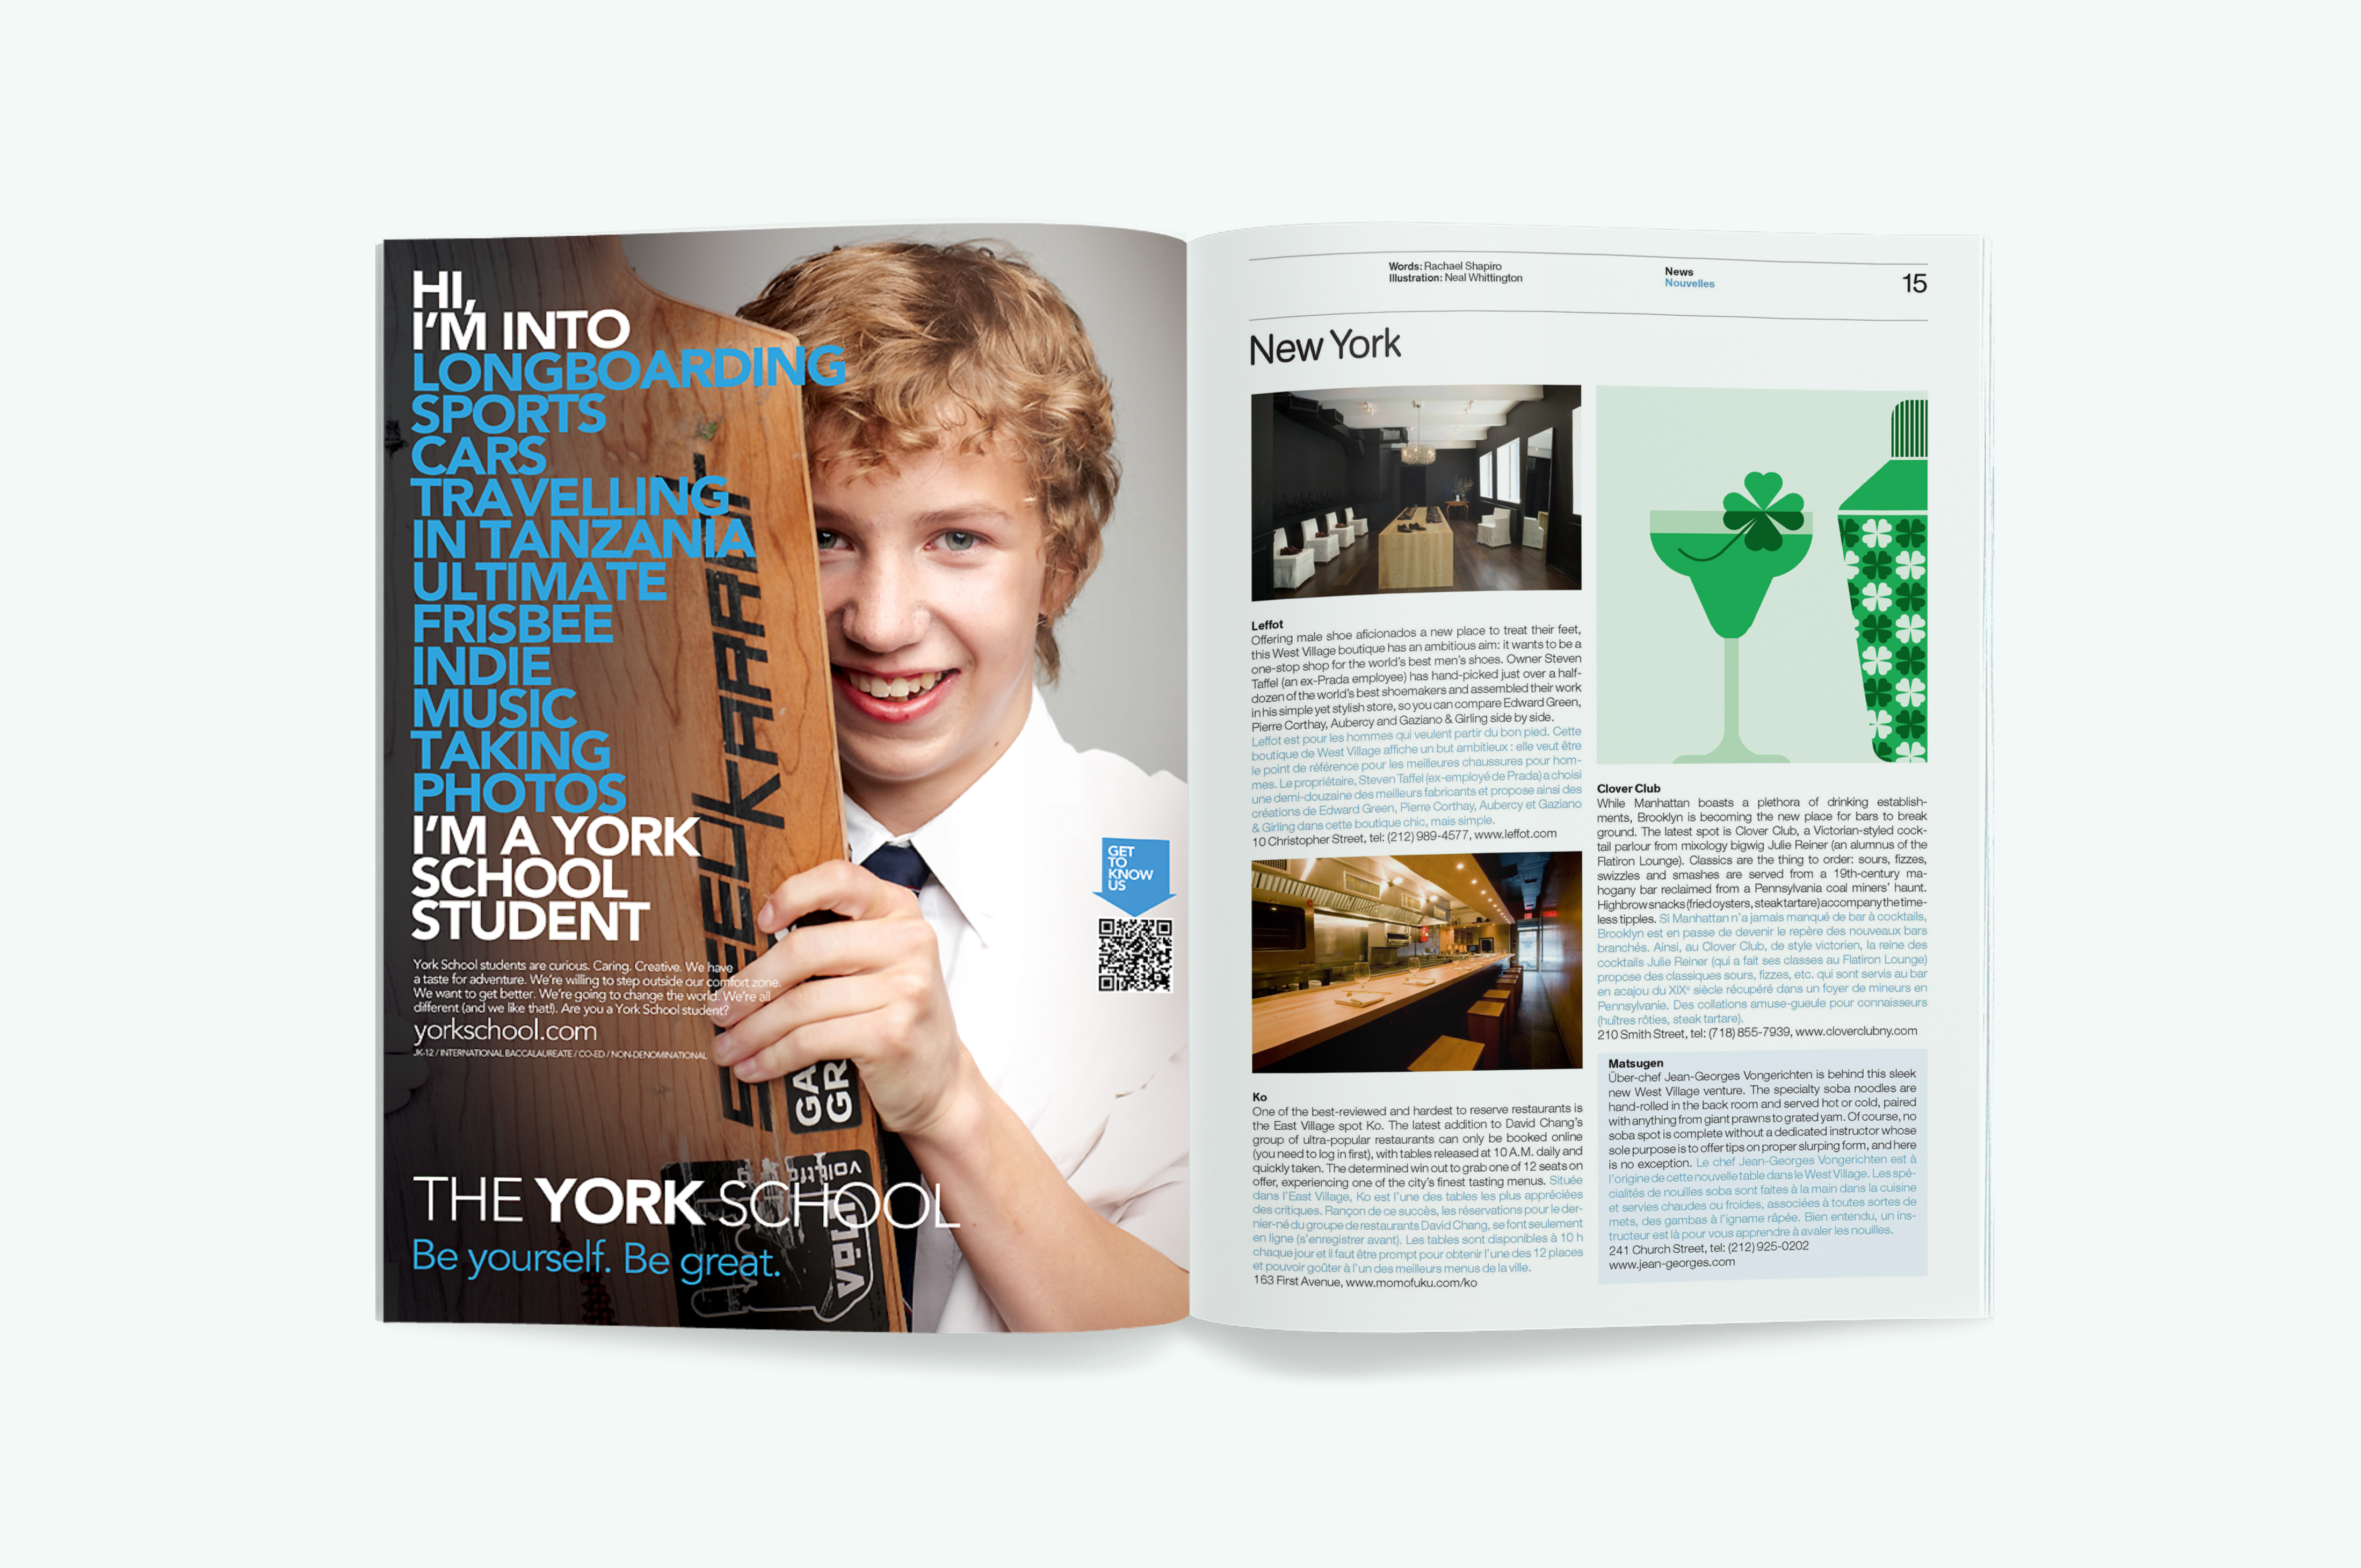 HI,
I'M INTO
LONGBOARDING
SPORTS
CARS
TRAVELLING
IN TANZANIA
ULTIMATE
FRISBEE
INDIE
MUSIC
TAKING
PHOTOS
I'M A YORK
SCHOOL
STUDENT
York School students are curious. Caring. Creative. We have
a taste for adventure. We're willing to step outside our comfort zone.
We want to get better. We're going to change the world. We're all
different (and we like that!). Are you a York School student?
yorkschool.com
JK-12 / INTERNATIONAL BACCALAUREATE / CO-ED / NON-DENOMINATIONAL
THE YORK SCHOOL
Be yourself. Be great.
GET
TO
KNOW
US
GA
GR
Words: Rachael Shapiro
Illustration: Neal Whittington
News
Nouvelles
15
New York
Leffot
Offering male shoe aficionados a new place to treat their feet,
this West Village boutique has an ambitious aim: it wants to be a
one-stop shop for the world's best men's shoes. Owner Steven
Taffel (an ex-Prada employee) has hand-picked just over a half-
dozen of the world's best shoemakers and assembled their work
in his simple yet stylish store, so you can compare Edward Green,
Pierre Corthay, Aubercy and Gaziano & Girling side by side.
Leffot est pour les hommes qui veulent partir du bon pied. Cette
boutique de West Village affiche un but ambitieux : elle veut être
le point de référence pour les meilleures chaussures pour hom-
mes. Le propriétaire, Steven Taffel (ex-employé de Prada) a choisi
une demi-douzaine des meilleurs fabricants et propose ainsi des
créations de Edward Green, Pierre Corthay, Aubercy et Gaziano
& Girling dans cette boutique chic, mais simple.
10 Christopher Street, tel: (212) 989-4577, www.leffot.com
Ko
One of the best-reviewed and hardest to reserve restaurants is
the East Village spot Ko. The latest addition to David Chang's
group of ultra-popular restaurants can only be booked online
(you need to log in first), with tables released at 10 A.M. daily and
quickly taken. The determined win out to grab one of 12 seats on
offer, experiencing one of the city's finest tasting menus. Située
dans l'East Village, Ko est l'une des tables les plus appréciées
des critiques. Rançon de ce succès, les réservations pour le der-
nier-né du groupe de restaurants David Chang, se font seulement
en ligne (s'enregistrer avant). Les tables sont disponibles à 10 h
chaque jour et il faut être prompt pour obtenir l'une des 12 places
et pouvoir goûter à l'un des meilleurs menus de la ville.
163 First Avenue, www.momofuku.com/ko
Clover Club
While Manhattan boasts a plethora of drinking establish-
ments, Brooklyn is becoming the new place for bars to break
ground. The latest spot is Clover Club, a Victorian-styled cock-
tail parlour from mixology bigwig Julie Reiner (an alumnus of the
Flatiron Lounge). Classics are the thing to order: sours, fizzes,
swizzles and smashes are served from a 19th-century ma-
hogany bar reclaimed from a Pennsylvania coal miners' haunt.
Highbrow snacks (fried oysters, steak tartare) accompany the time-
less tipples. Si Manhattan n'a jamais manqué de bar à cocktails,
Brooklyn est en passe de devenir le repère des nouveaux bars
branchés. Ainsi, au Clover Club, de style victorien, la reine des
cocktails Julie Reiner (qui a fait ses classes au Flatiron Lounge)
propose des classiques sours, fizzes, etc. qui sont servis au bar
en acajou du XIXe siècle récupéré dans un foyer de mineurs en
Pennsylvanie. Des collations amuse-gueule pour connaisseurs
(huîtres rôties, steak tartare).
210 Smith Street, tel: (718) 855-7939, www.cloverclubny.com
Matsugen
Über-chef Jean-Georges Vongerichten is behind this sleek
new West Village venture. The specialty soba noodles are
hand-rolled in the back room and served hot or cold, paired
with anything from giant prawns to grated yam. Of course, no
soba spot is complete without a dedicated instructor whose
sole purpose is to offer tips on proper slurping form, and here
is no exception. Le chef Jean-Georges Vongerichten est à
l'origine de cette nouvelle table dans le West Village. Les spé-
cialités de nouilles soba sont faites à la main dans la cuisine
et servies chaudes ou froides, associées à toutes sortes de
mets, des gambas à l'igname râpée. Bien entendu, un ins-
tructeur est là pour vous apprendre à avaler les nouilles.
241 Church Street, tel: (212) 925-0202
www.jean-georges.com